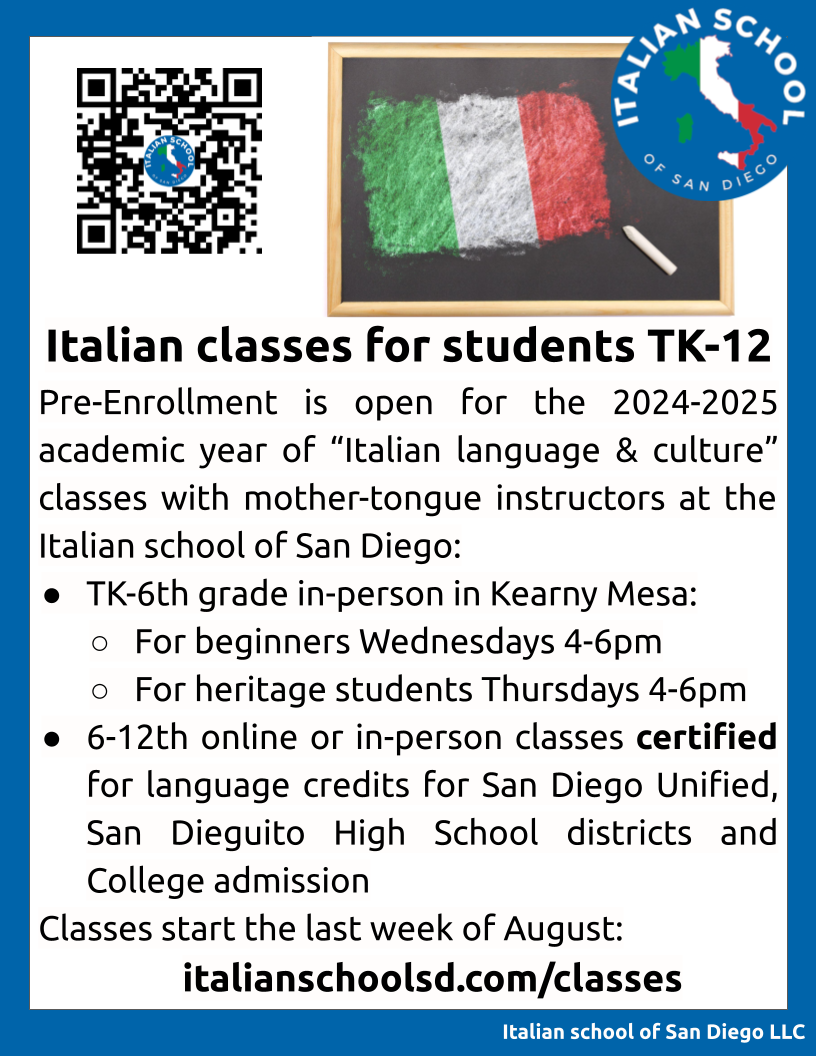 ITALIAN SCHOOL
OF SAN DIEGO
ITALIAN SCHOOL
OF SAN DIEGO
Italian classes for students TK-12
Pre-Enrollment is open for the 2024-2025
academic year of “Italian language & culture”
classes with mother-tongue instructors at the
Italian school of San Diego:
● TK-6th grade in-person in Kearny Mesa:
○ For beginners Wednesdays 4-6pm
○ For heritage students Thursdays 4-6pm
● 6-12th online or in-person classes certified
for language credits for San Diego Unified,
San Dieguito High School districts and
College admission
Classes start the last week of August:
italianschoolsd.com/classes
Italian school of San Diego LLC